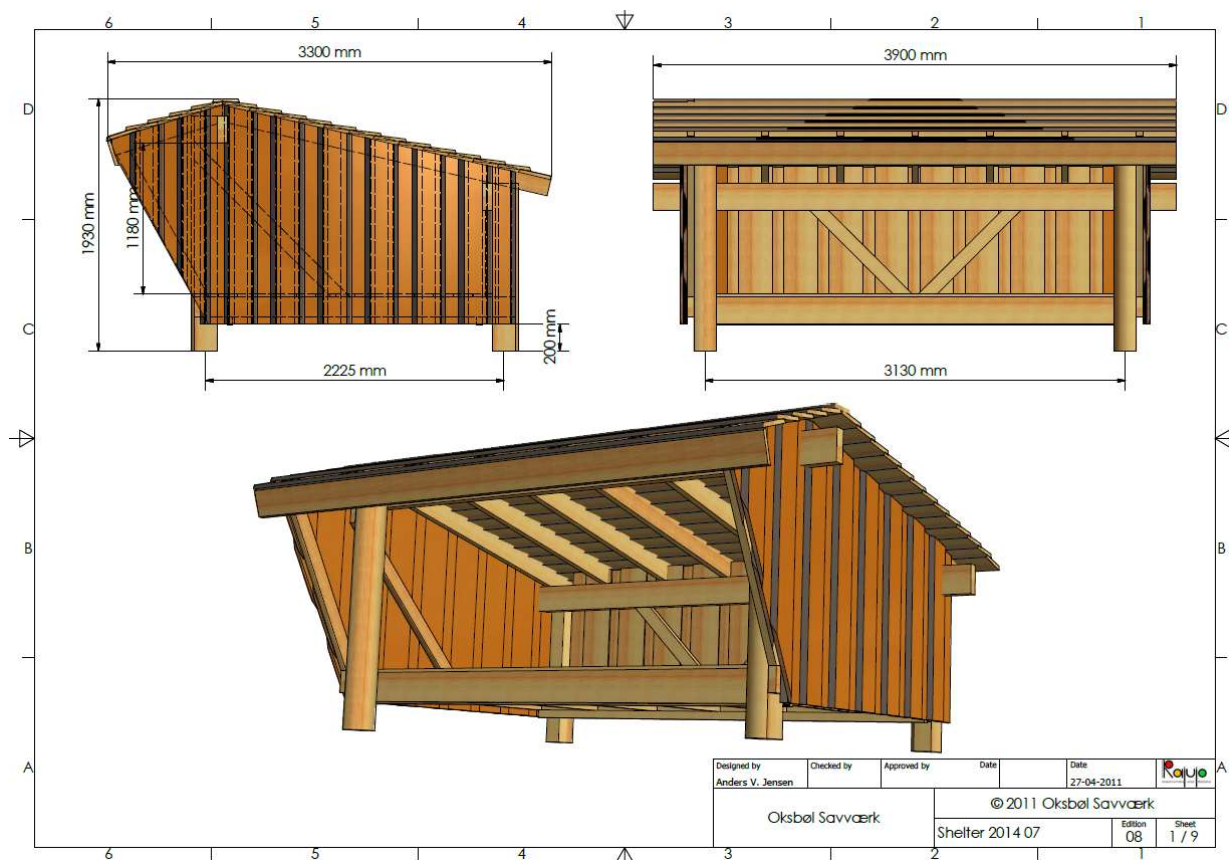 6 5 4 3 2 1
3300 mm
3900 mm
D
D
1930 mm
1180 mm
200 mm
C
C
2225 mm
3130 mm
B
B
A
A
Designed by
Anders V. Jensen
Checked by
Approved by
Date
Date
27-04-2011
Rajujo
Oksbøl Savværk
© 2011 Oksbøl Savværk
Shelter 2014 07
Edition
08
Sheet
1 / 9
6 5 4 3 2 1